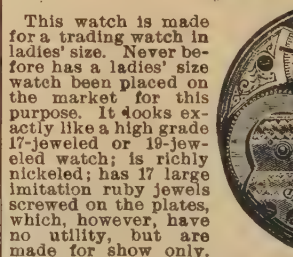 This watch is made
for a trading watch in
ladies' size. Never be-
fore has a ladies' size
watch been placed on
the market for this
purpose. It looks ex-
actly like a high grade
17-jeweled or 19-jew-
eled watch; is richly
nickeled; has 17 large
imitation ruby jewels
screwed on the plates,
which, however, have
no utility, but are
made for show only.